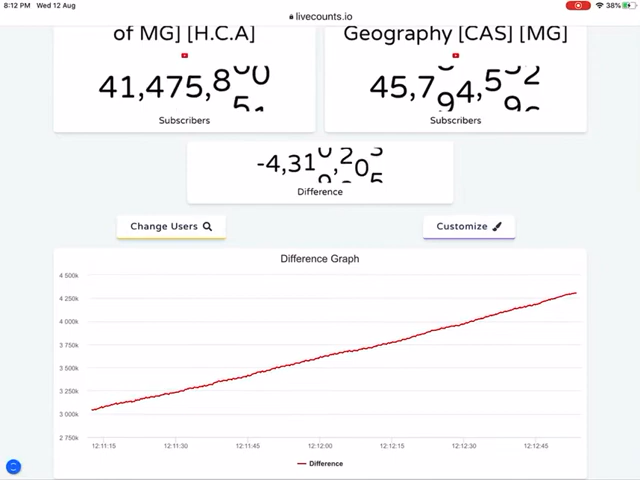 8:12 PM Wed 12 Aug
38%
livecounts.io
of MG] [H.C.A]
Geography [CAS] [MG]
Subscribers
Subscribers
Difference
Change Users
Customize
Difference Graph
4 500k
4 250k
4 000k
3 750k
3 500k
3 250k
3 000k
2 750k
12:11:15 12:11:30 12:11:45 12:12:00 12:12:15 12:12:30 12:12:45
Difference